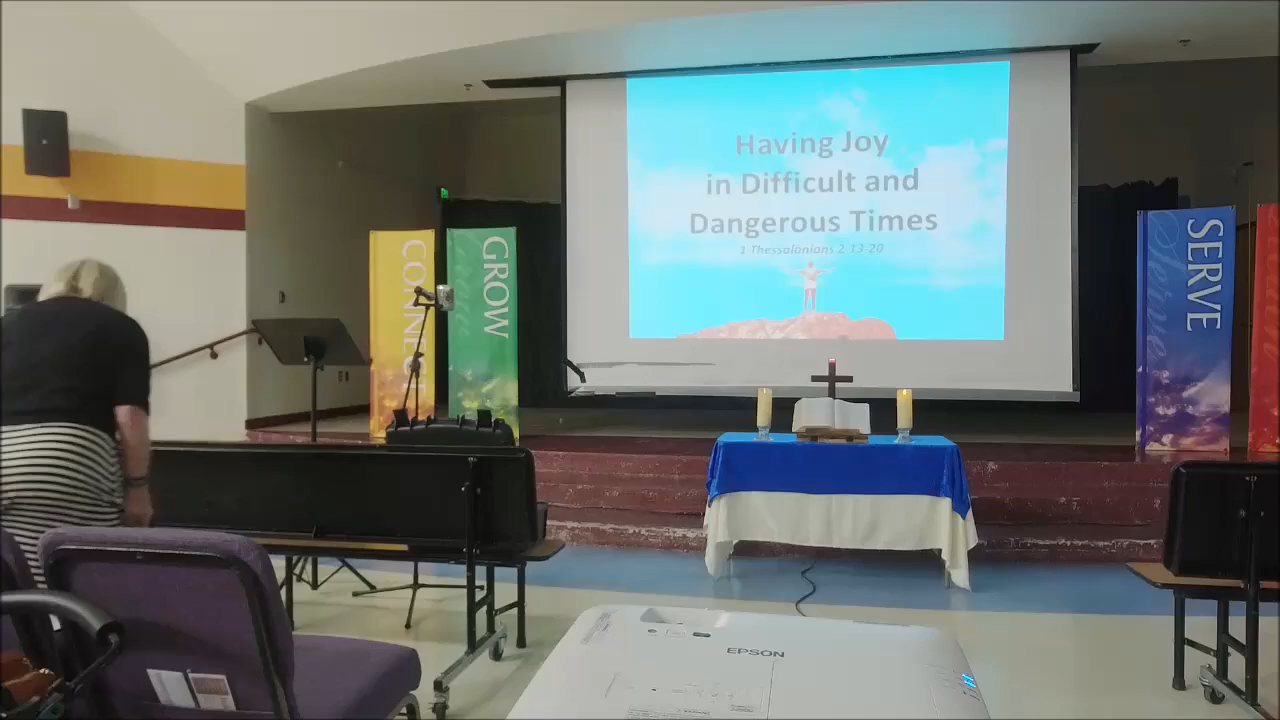 Having Joy
in Difficult and
Dangerous Times
1 Thessalonians 2:13-20
CONNECT
GROW
SERVE
EPSON